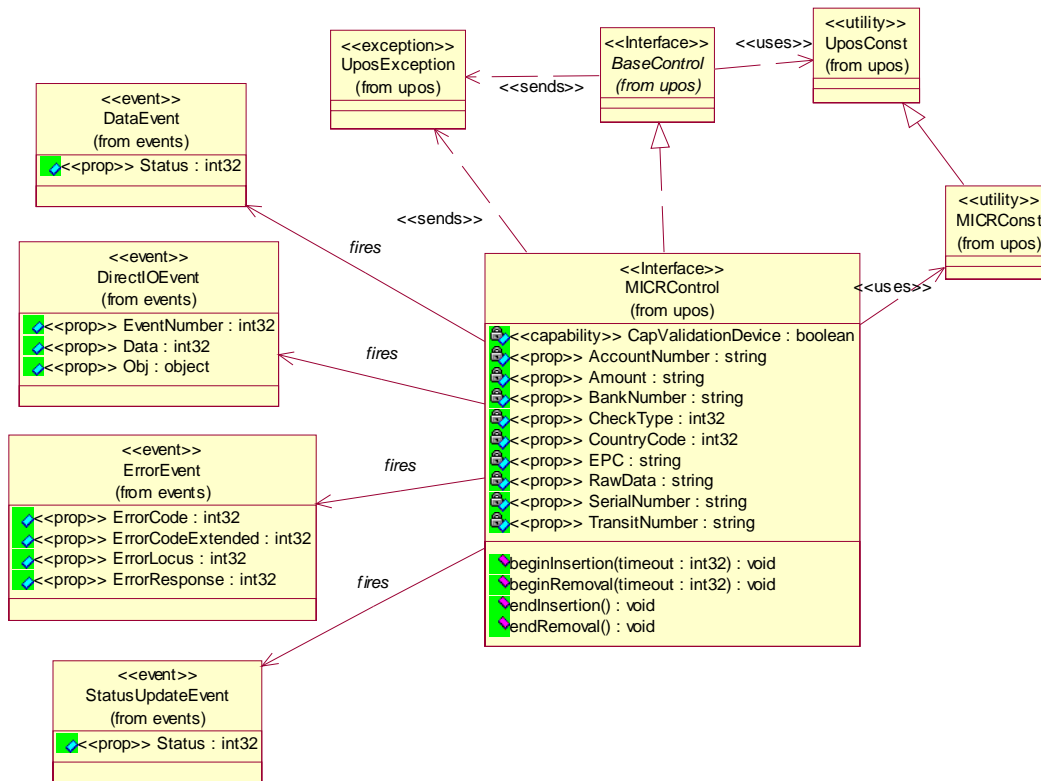 <<exception>>
UposException
(from upos)
<<Interface>>
BaseControl
(from upos)
<<utility>>
UposConst
(from upos)
<<uses>>
<<sends>>
<<event>>
DataEvent
(from events)
<<prop>> Status : int32
<<utility>>
MICRConst
(from upos)
<<sends>>
fires
<<event>>
DirectIOEvent
(from events)
<<prop>> EventNumber : int32
<<prop>> Data : int32
<<prop>> Obj : object
fires
<<Interface>>
MICRControl
(from upos)
<<capability>> CapValidationDevice : boolean
<<prop>> AccountNumber : string
<<prop>> Amount : string
<<prop>> BankNumber : string
<<prop>> CheckType : int32
<<prop>> CountryCode : int32
<<prop>> EPC : string
<<prop>> RawData : string
<<prop>> SerialNumber : string
<<prop>> TransitNumber : string
beginInsertion(timeout : int32) : void
beginRemoval(timeout : int32) : void
endInsertion() : void
endRemoval() : void
<<uses>>
<<event>>
ErrorEvent
(from events)
<<prop>> ErrorCode : int32
<<prop>> ErrorCodeExtended : int32
<<prop>> ErrorLocus : int32
<<prop>> ErrorResponse : int32
fires
fires
<<event>>
StatusUpdateEvent
(from events)
<<prop>> Status : int32